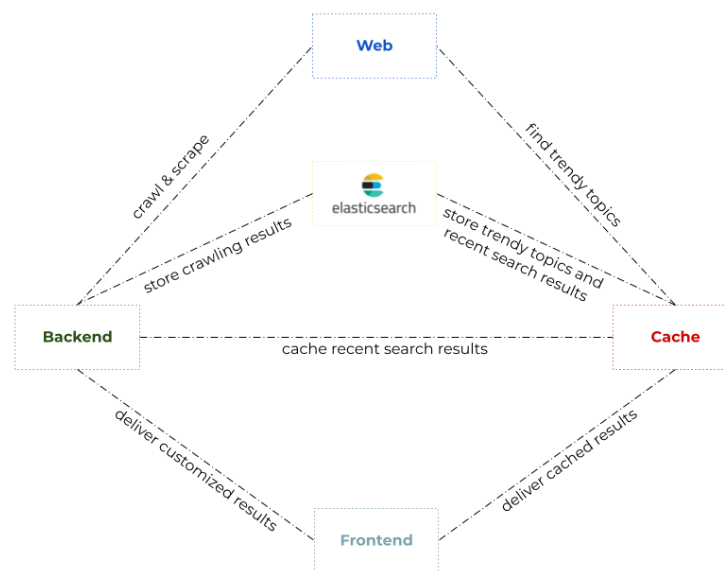 Web
crawl & scrape
find trendy topics
elasticsearch
store crawling results
store trendy topics and
recent search results
Backend
Cache
cache recent search results
deliver customized results
deliver cached results
Frontend